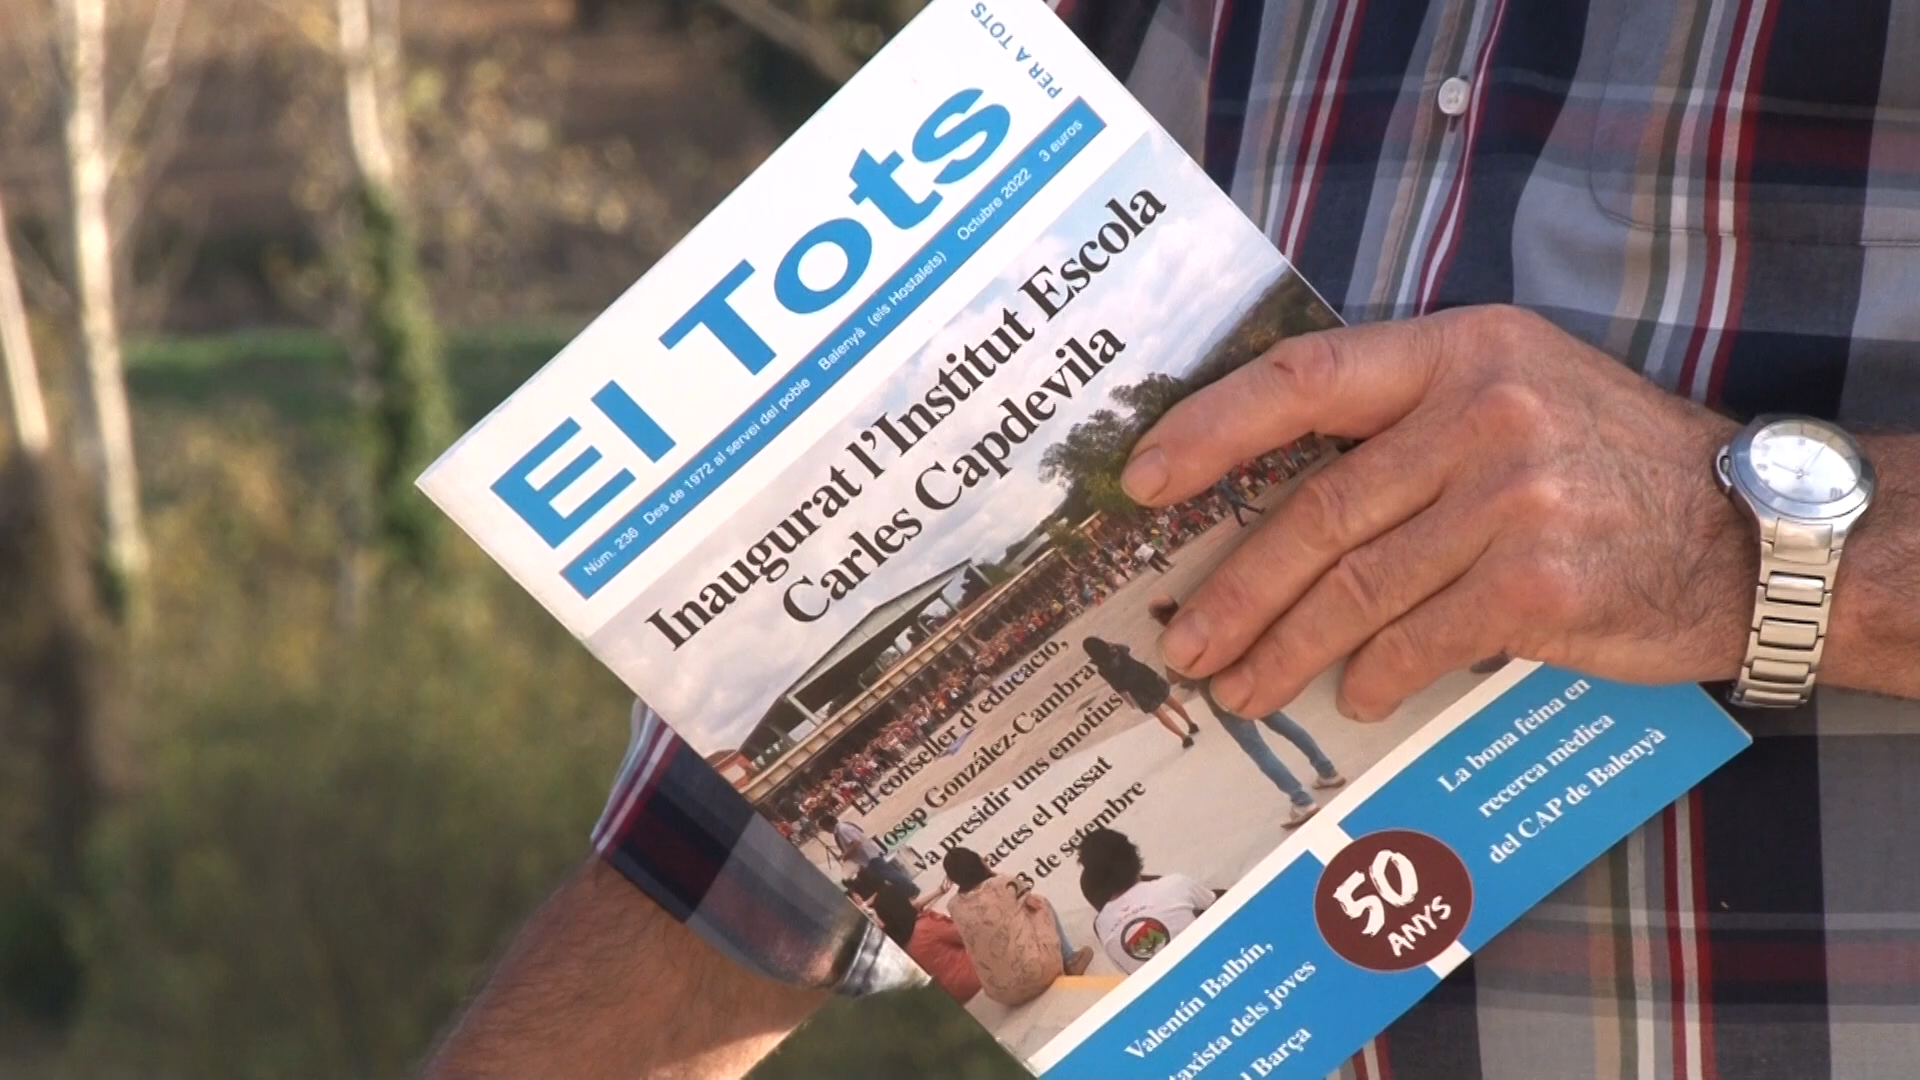 PER A TOTS
El Tots
Núm. 236 Des de 1972 al servei del poble Balenyà (els Hostalets) Octubre 2022 3 euros
Inaugurat l'Institut Escola
Carles Capdevila
El conseller d'educació,
Josep González-Cambray
va presidir uns emotius
actes el passat
23 de setembre
La bona feina en
recerca mèdica
del CAP de Balenyà
50
ANYS
Valentín Balbín,
taxista dels joves
Barça